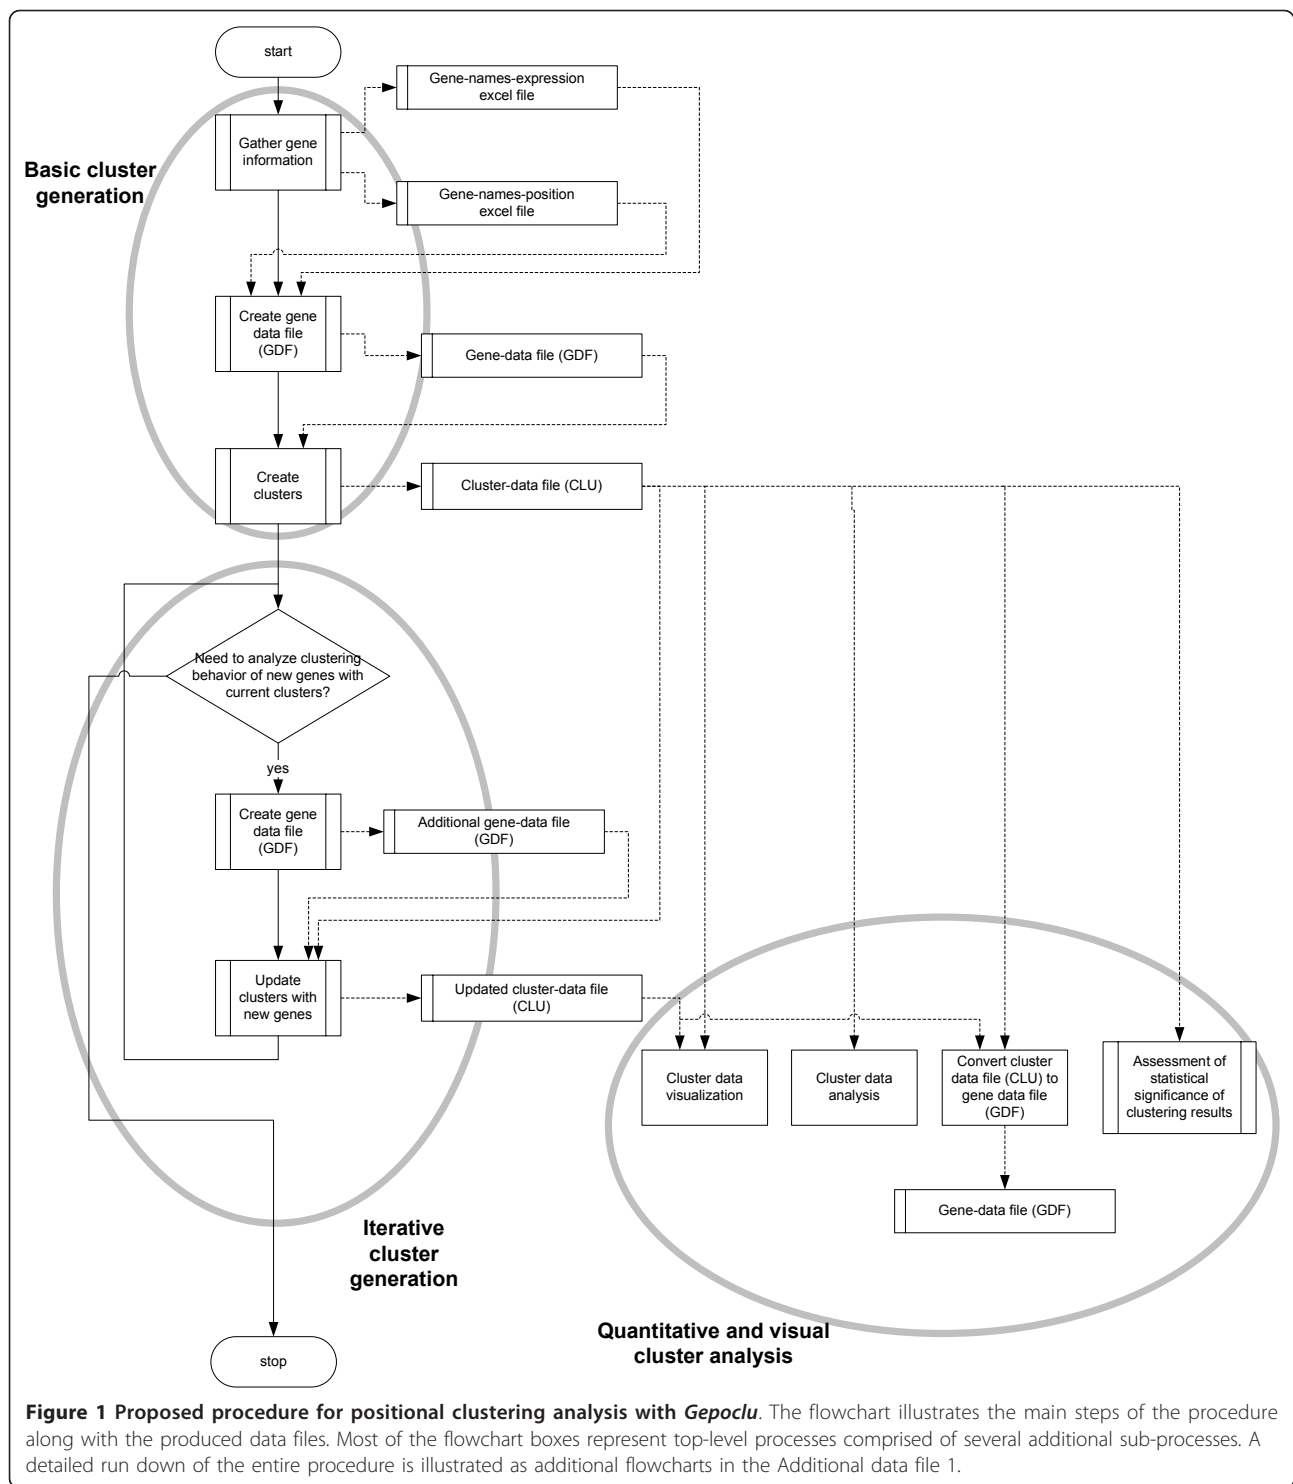 start
Gene-names-expression
excel file
Gather gene
information
Basic cluster
generation
Gene-names-position
excel file
Create gene
data file
(GDF)
Gene-data file (GDF)
Create
clusters
Cluster-data file (CLU)
Need to analyze clustering
behavior of new genes with
current clusters?
yes
Create gene
data file
(GDF)
Additional gene-data file
(GDF)
Update
clusters with
new genes
Updated cluster-data file
(CLU)
Cluster data
visualization
Cluster data
analysis
Convert cluster
data file (CLU) to
gene data file
(GDF)
Assessment of
statistical
significance of
clustering results
Gene-data file (GDF)
Iterative
cluster
generation
Quantitative and visual
cluster analysis
stop
Figure 1 Proposed procedure for positional clustering analysis with Gepoclu. The flowchart illustrates the main steps of the procedure
along with the produced data files. Most of the flowchart boxes represent top-level processes comprised of several additional sub-processes. A
detailed run down of the entire procedure is illustrated as additional flowcharts in the Additional data file 1.